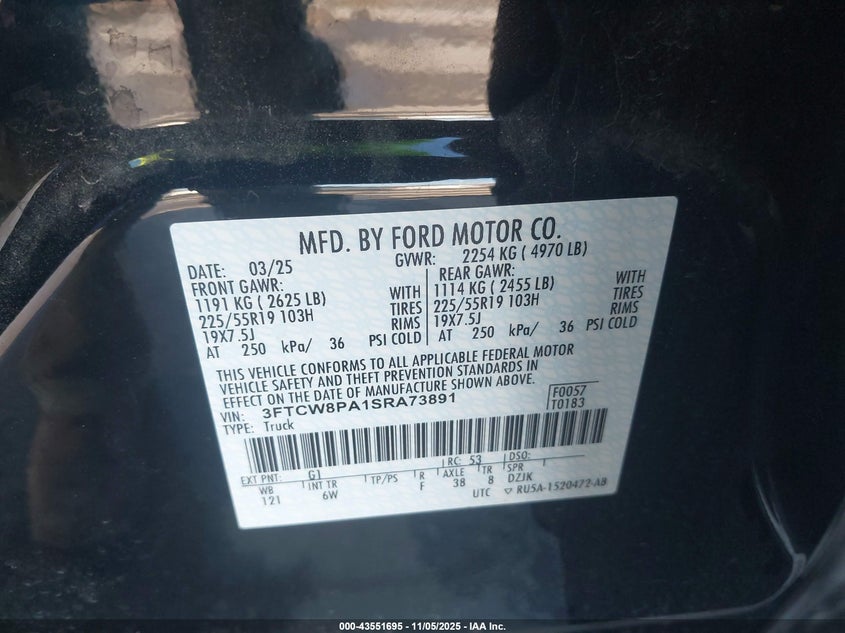 MFD. BY FORD MOTOR CO.
DATE: 03/25 GVWR: 2254 KG ( 4970 LB)
FRONT GAWR: REAR GAWR:
1191 KG ( 2625 LB) WITH 1114 KG ( 2455 LB) WITH
225/55R19 103H TIRES 225/55R19 103H TIRES
19X7.5J RIMS 19X7.5J RIMS
AT 250 kPa/ 36 PSI COLD AT 250 kPa/ 36 PSI COLD
THIS VEHICLE CONFORMS TO ALL APPLICABLE FEDERAL MOTOR
VEHICLE SAFETY AND THEFT PREVENTION STANDARDS IN
EFFECT ON THE DATE OF MANUFACTURE SHOWN ABOVE.
VIN: 3FTCW8PA1SRA73891 F0057
TYPE: Truck T0183
RC: 53 DSO:
EXT PNT: G1
WB INT TR TP/PS R AXLE TR SPR
121 6W F 38 8 DZJK
UTC ▽ RU5A-1520472-AB
000-43551695 - 11/05/2025 - IAA Inc.